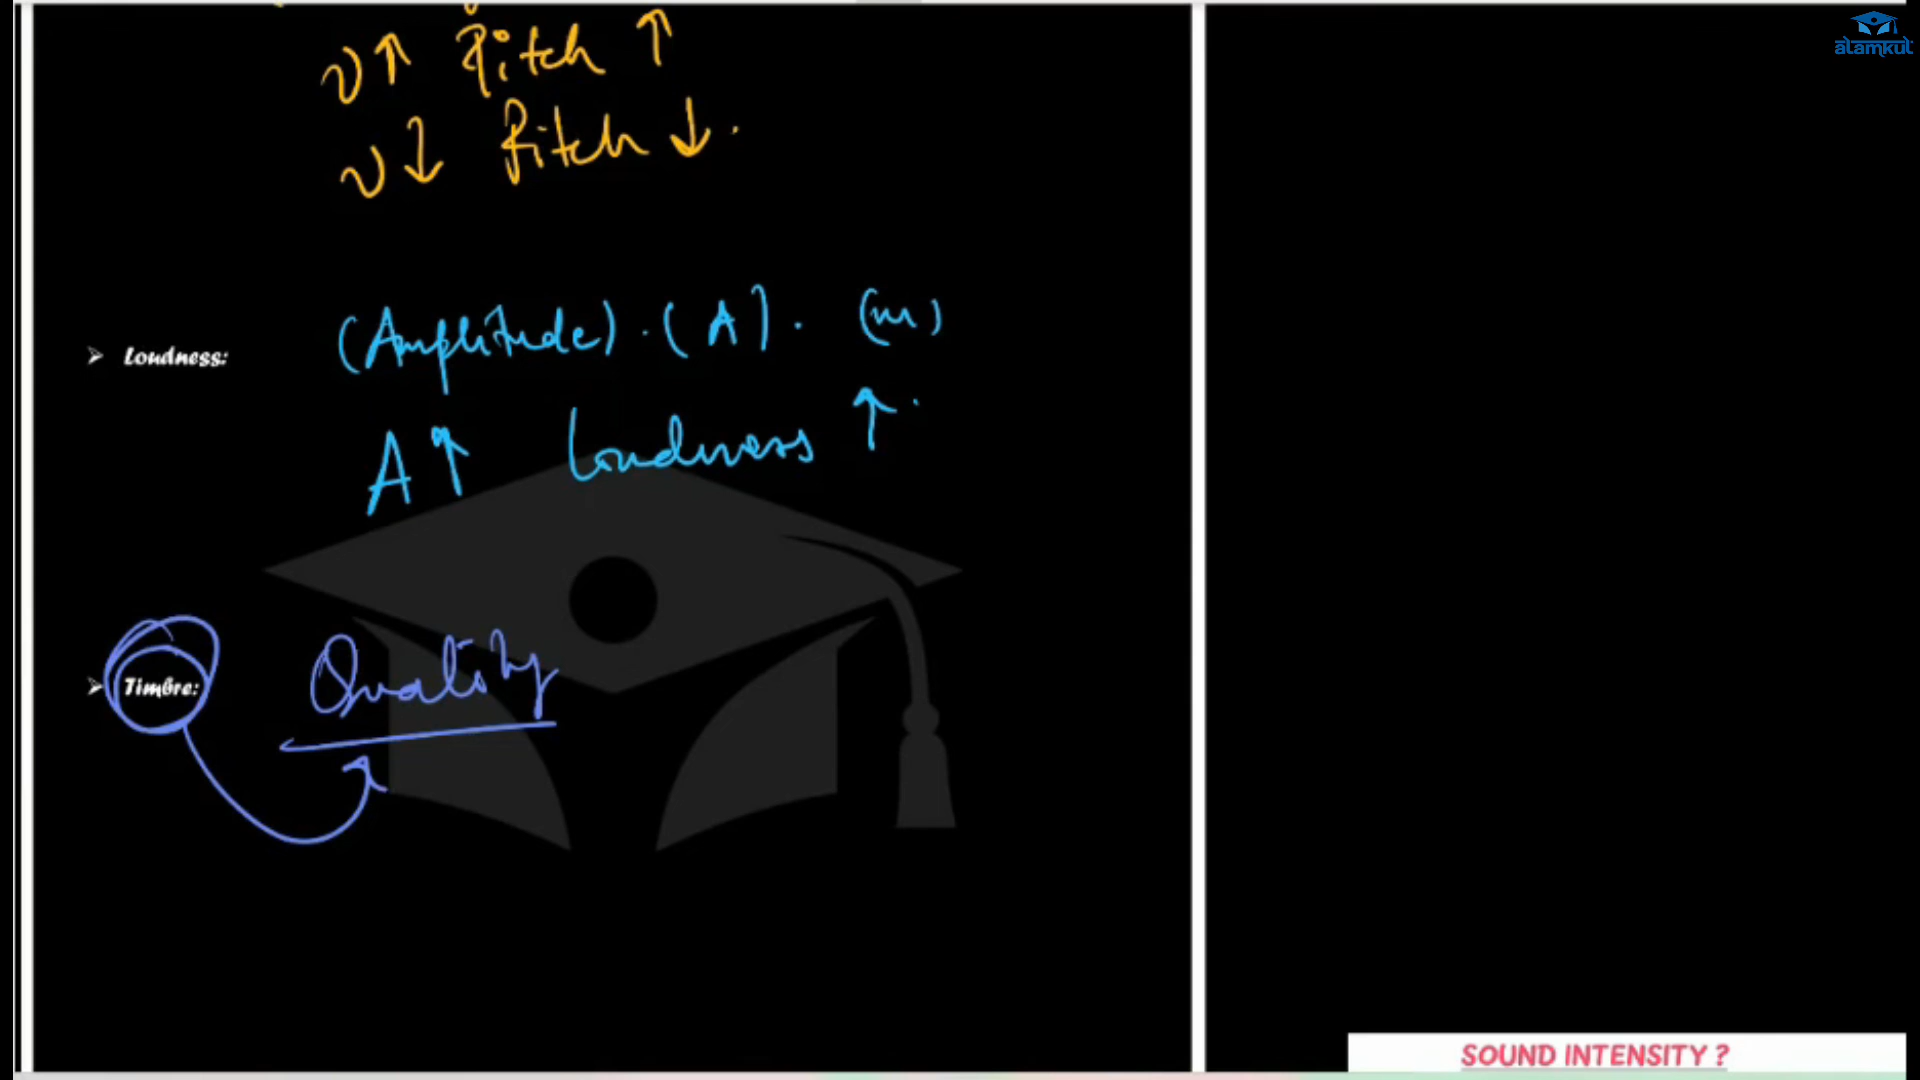 ν↑ Pitch ↑
ν↓ Pitch ↓.
(Amplitude) . (A) . (m)
➢ Loudness:
A↑ Loudness ↑.
➢ Timbre: Quality
alamkut
SOUND INTENSITY ?